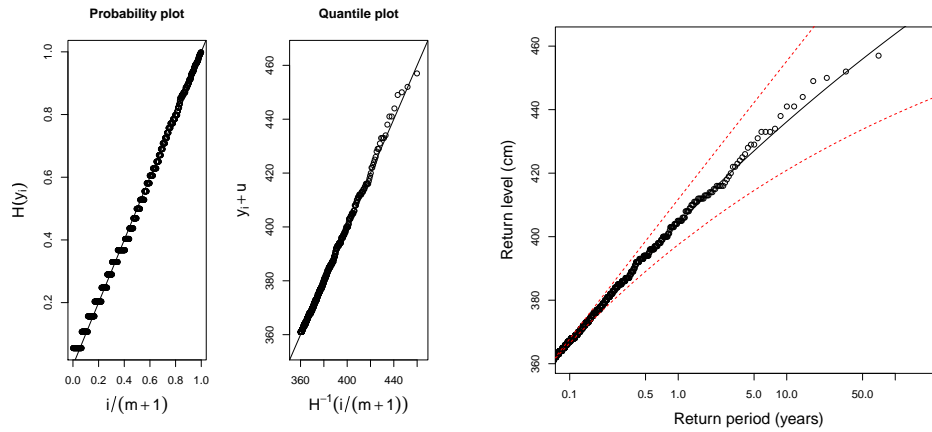 Probability plot
H(yᵢ)
1.0
0.8
0.6
0.4
0.2
0.0 0.2 0.4 0.6 0.8 1.0
i/(m+1)
Quantile plot
yᵢ+u
440
420
400
380
360
360 400 440
H⁻¹(i/(m+1))
Return level (cm)
460
440
420
400
380
360
0.1 0.5 1.0 5.0 10.0 50.0
Return period (years)